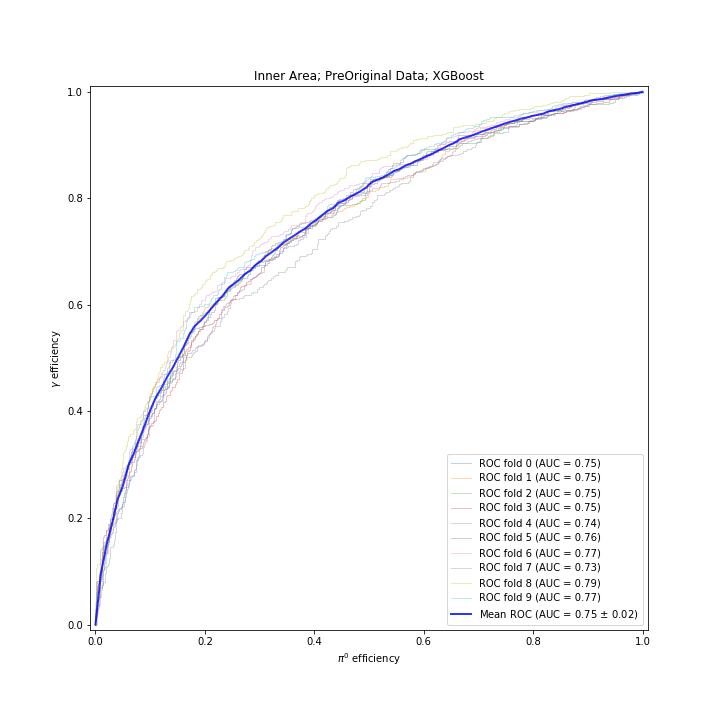 Inner Area; PreOriginal Data; XGBoost
1.0
0.8
0.6
0.4
0.2
0.0
γ efficiency
0.0 0.2 0.4 0.6 0.8 1.0
π⁰ efficiency
ROC fold 0 (AUC = 0.75)
ROC fold 1 (AUC = 0.75)
ROC fold 2 (AUC = 0.75)
ROC fold 3 (AUC = 0.75)
ROC fold 4 (AUC = 0.74)
ROC fold 5 (AUC = 0.76)
ROC fold 6 (AUC = 0.77)
ROC fold 7 (AUC = 0.73)
ROC fold 8 (AUC = 0.79)
ROC fold 9 (AUC = 0.77)
Mean ROC (AUC = 0.75 ± 0.02)